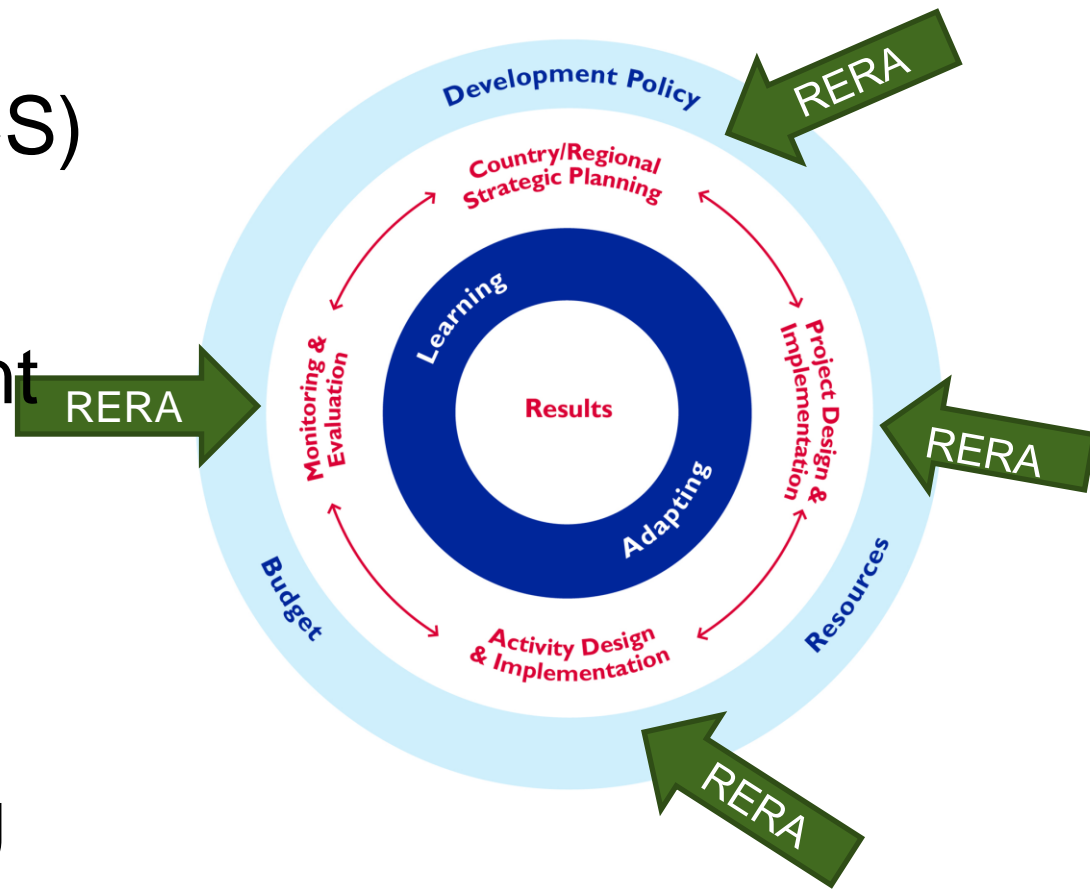 S)
nt
g
RERA
Development Policy
Country/Regional
Strategic Planning
Learning
Monitoring &
Evaluation
RERA
Results
Project Design &
Implementation
RERA
Adapting
Budget
Resources
Activity Design
& Implementation
RERA